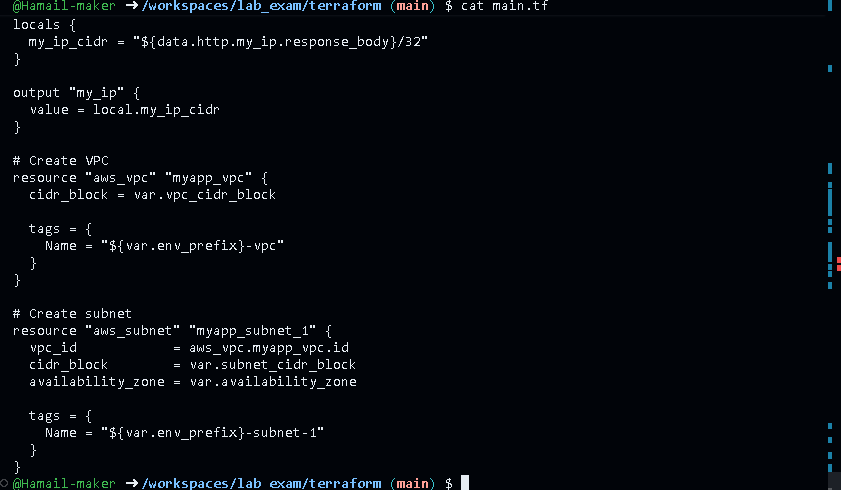 @Hamail-maker →/workspaces/lab_exam/terraform (main) $ cat main.tf
locals {
  my_ip_cidr = "${data.http.my_ip.response_body}/32"
}

output "my_ip" {
  value = local.my_ip_cidr
}

# Create VPC
resource "aws_vpc" "myapp_vpc" {
  cidr_block = var.vpc_cidr_block

  tags = {
    Name = "${var.env_prefix}-vpc"
  }
}

# Create subnet
resource "aws_subnet" "myapp_subnet_1" {
  vpc_id            = aws_vpc.myapp_vpc.id
  cidr_block        = var.subnet_cidr_block
  availability_zone = var.availability_zone

  tags = {
    Name = "${var.env_prefix}-subnet-1"
  }
}
@Hamail-maker →/workspaces/lab_exam/terraform (main) $